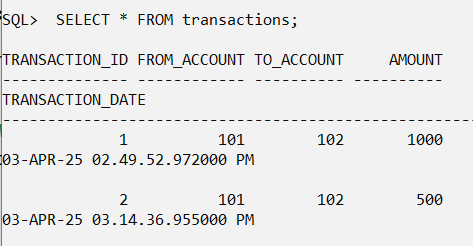 SQL>  SELECT * FROM transactions;
TRANSACTION_ID FROM_ACCOUNT TO_ACCOUNT     AMOUNT
-------------- ------------ ---------- ----------
TRANSACTION_DATE
---------------------------------------------------------------------------
             1          101        102       1000
03-APR-25 02.49.52.972000 PM
             2          101        102        500
03-APR-25 03.14.36.955000 PM